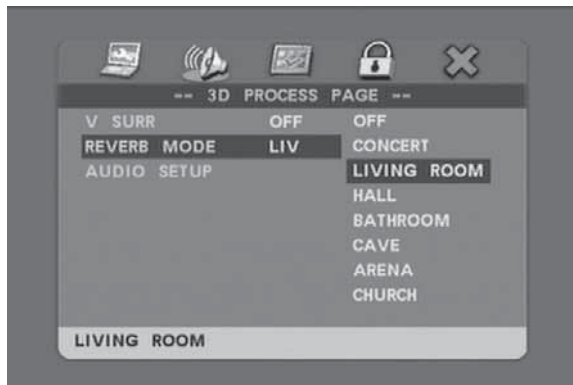 -- 3D PROCESS PAGE --
V SURR OFF OFF
REVERB MODE LIV CONCERT
AUDIO SETUP LIVING ROOM
HALL
BATHROOM
CAVE
ARENA
CHURCH
LIVING ROOM